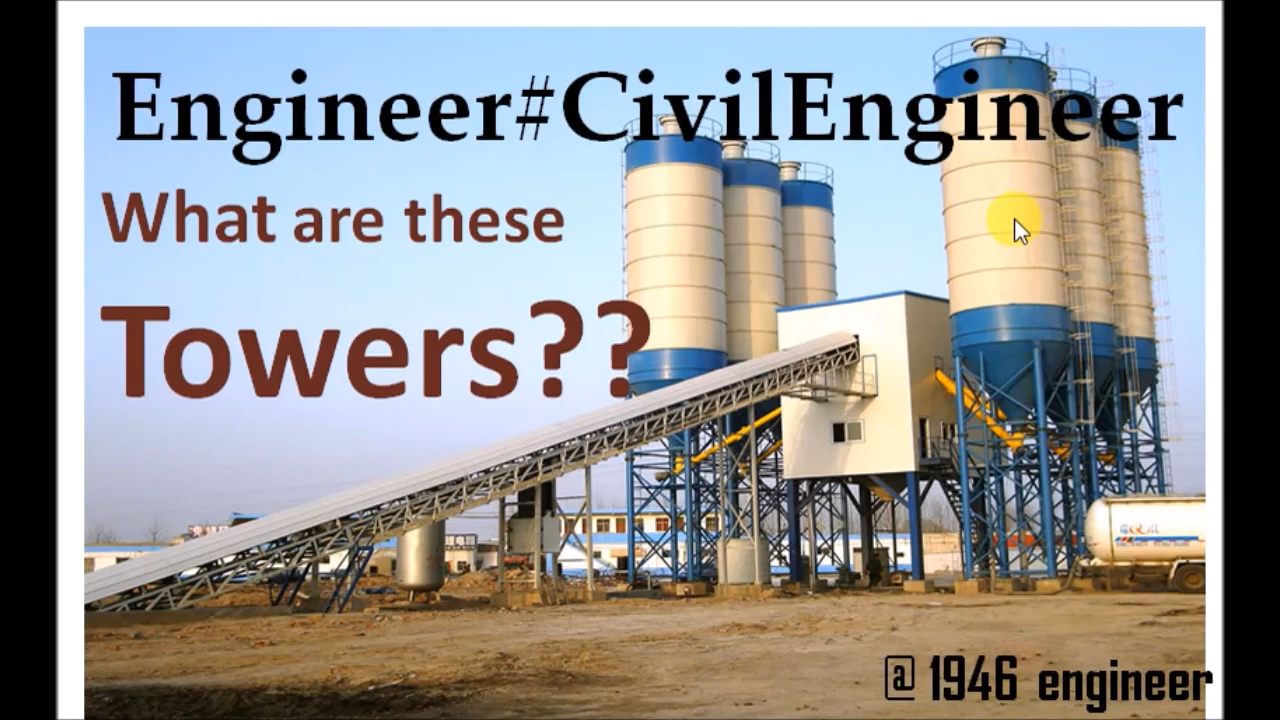 Engineer#CivilEngineer
What are these
Towers??
@ 1946 engineer